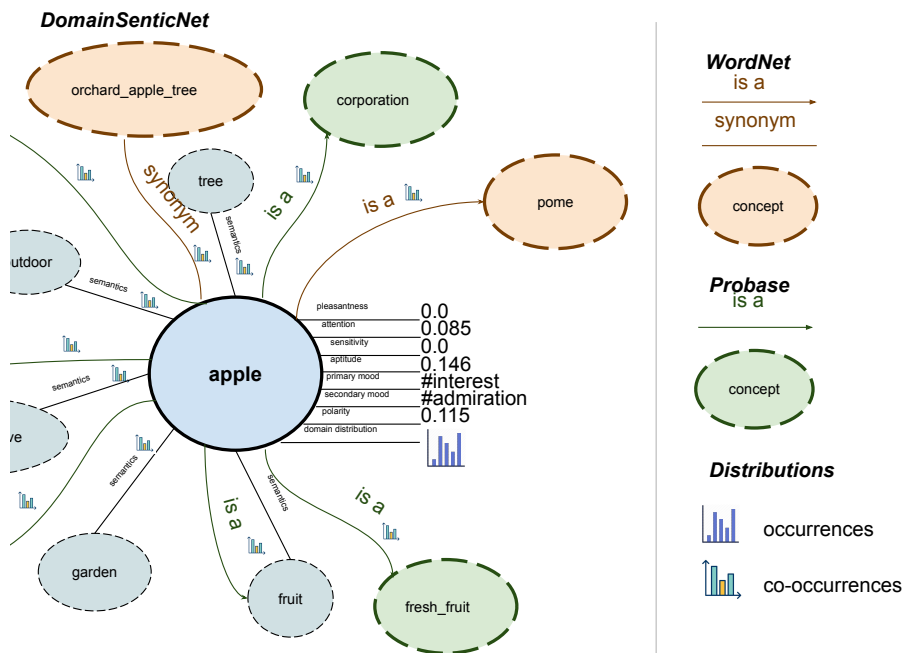 DomainSenticNet
orchard_apple_tree
corporation
tree
synonym
is a
semantics
is a
pome
outdoor
semantics
pleasantness
0.0
attention
0.085
sensitivity
0.0
aptitude
0.146
primary mood
#interest
secondary mood
#admiration
polarity
0.115
domain distribution
apple
semantics
ve
semantics
garden
is a
semantics
fruit
is a
fresh_fruit
WordNet
is a
synonym
concept
Probase
is a
concept
Distributions
occurrences
co-occurrences